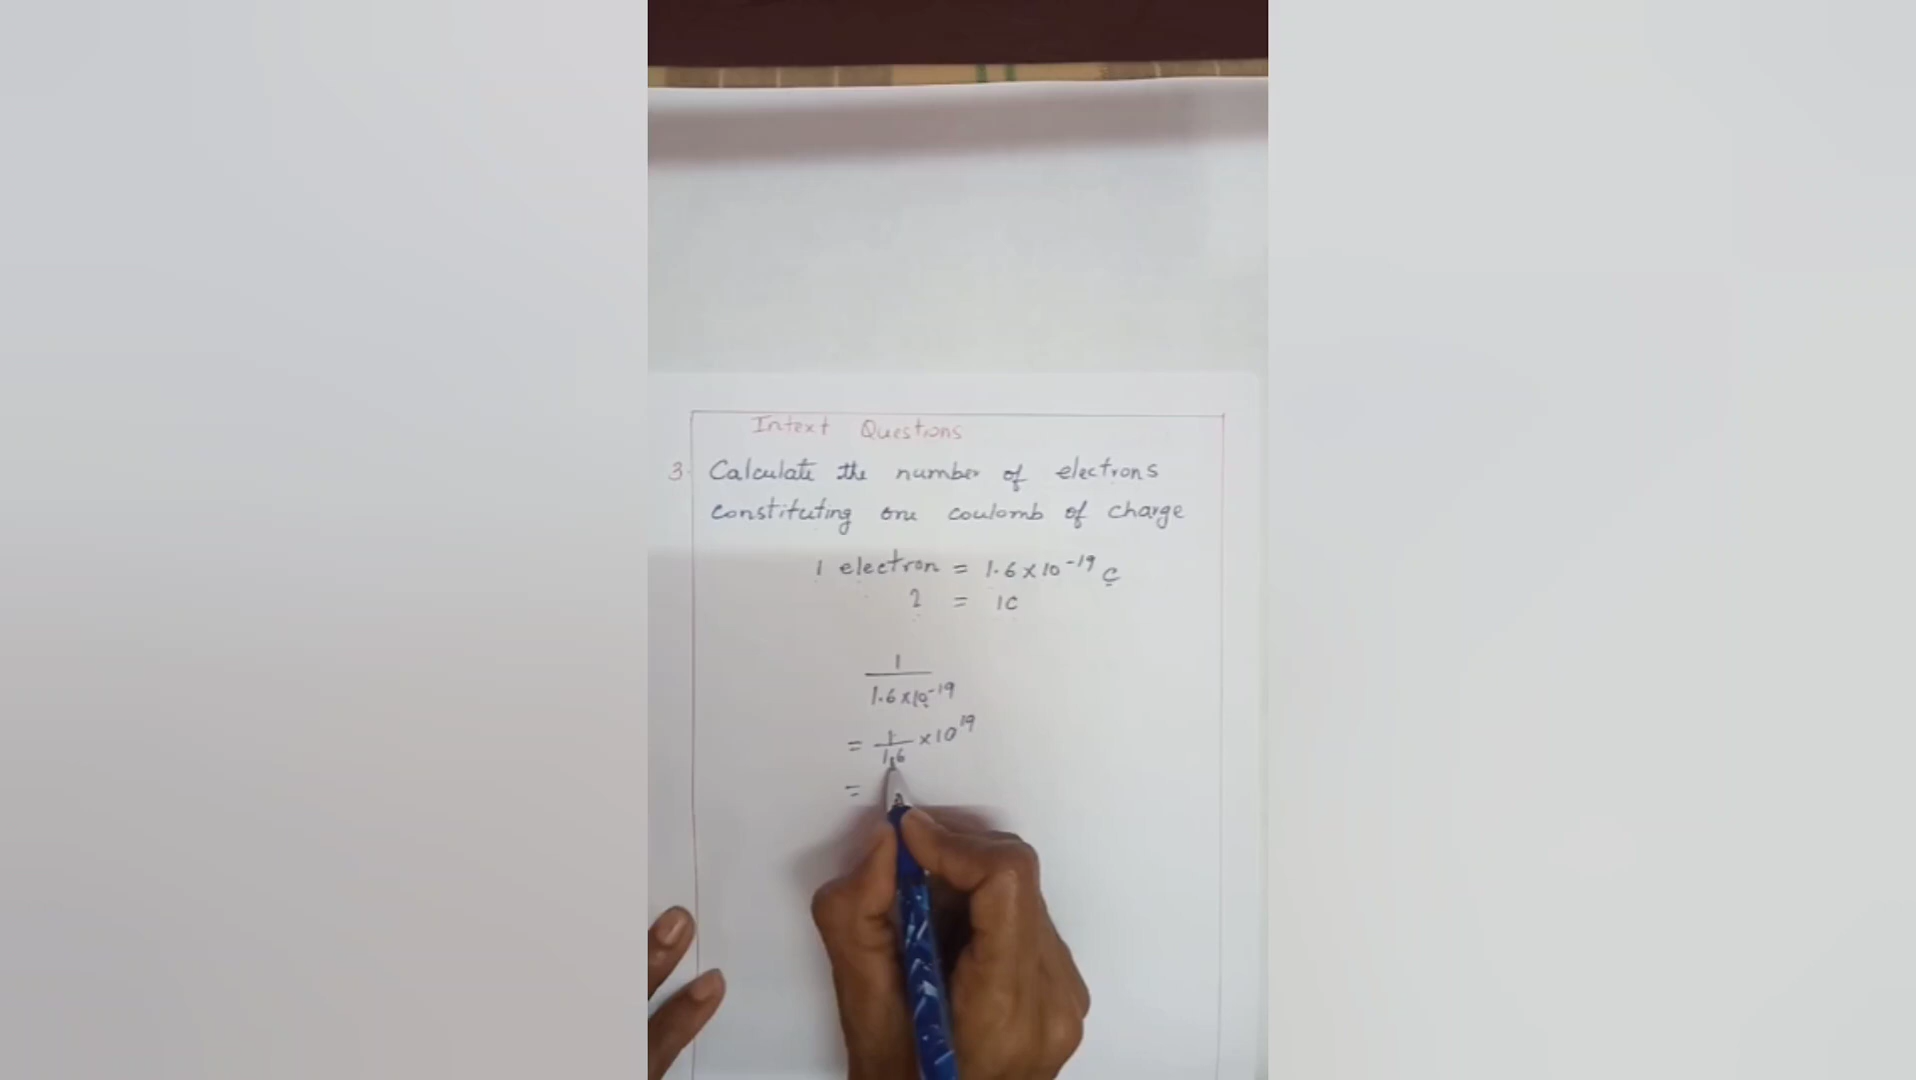 Intext Questions
3. Calculate the number of electrons
constituting one coulomb of charge
1 electron = 1.6 × 10⁻¹⁹ C
? = 1C
1
1.6 × 10⁻¹⁹
= 1/1.6 × 10¹⁹
=